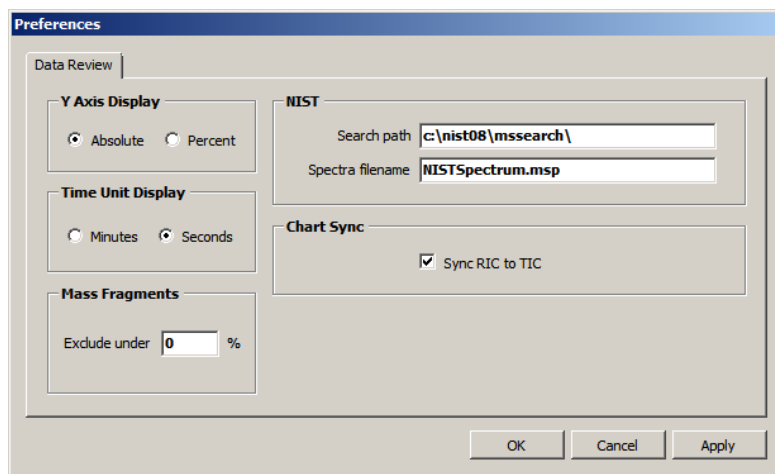 Preferences
Data Review
Y Axis Display
Absolute Percent
Time Unit Display
Minutes Seconds
Mass Fragments
Exclude under 0 %
NIST
Search path c:\nist08\mssearch\
Spectra filename NISTSpectrum.msp
Chart Sync
Sync RIC to TIC
OK Cancel Apply